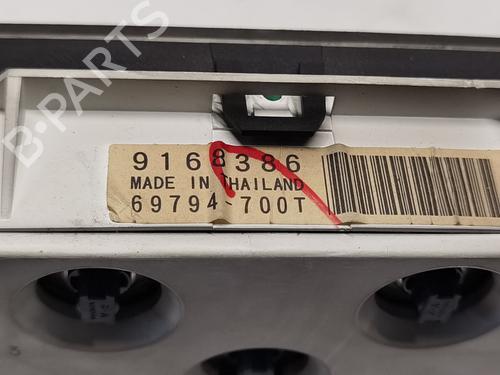 B-PARTS
9168386
MADE IN THAILAND
69794-700T